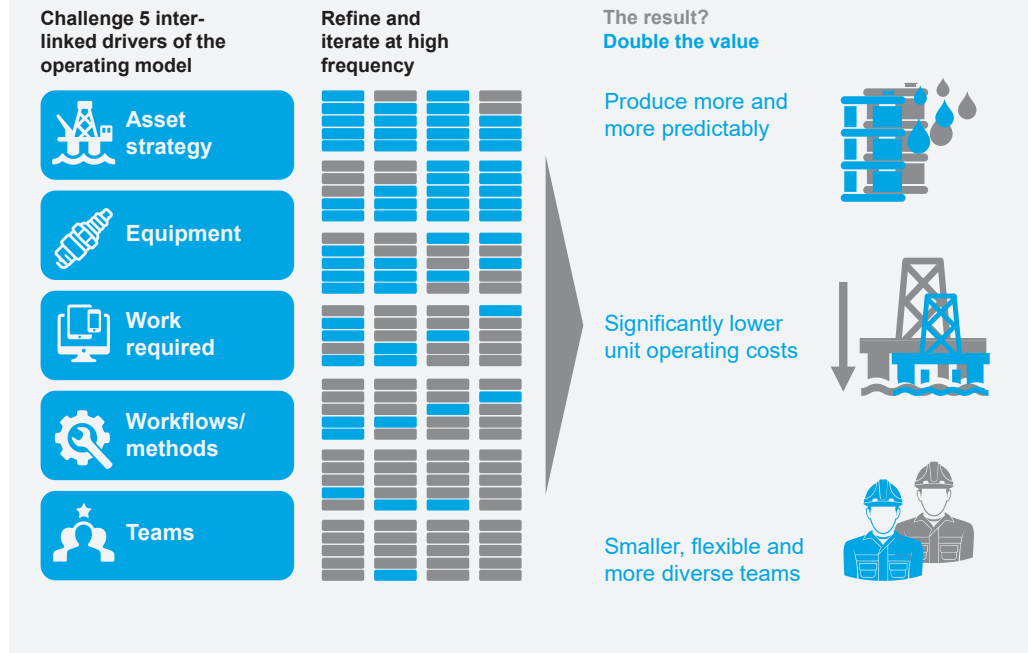 Challenge 5 inter-
linked drivers of the
operating model
Refine and
iterate at high
frequency
The result?
Double the value
Asset
strategy
Equipment
Work
required
Workflows/
methods
Teams
Produce more and
more predictably
Significantly lower
unit operating costs
Smaller, flexible and
more diverse teams